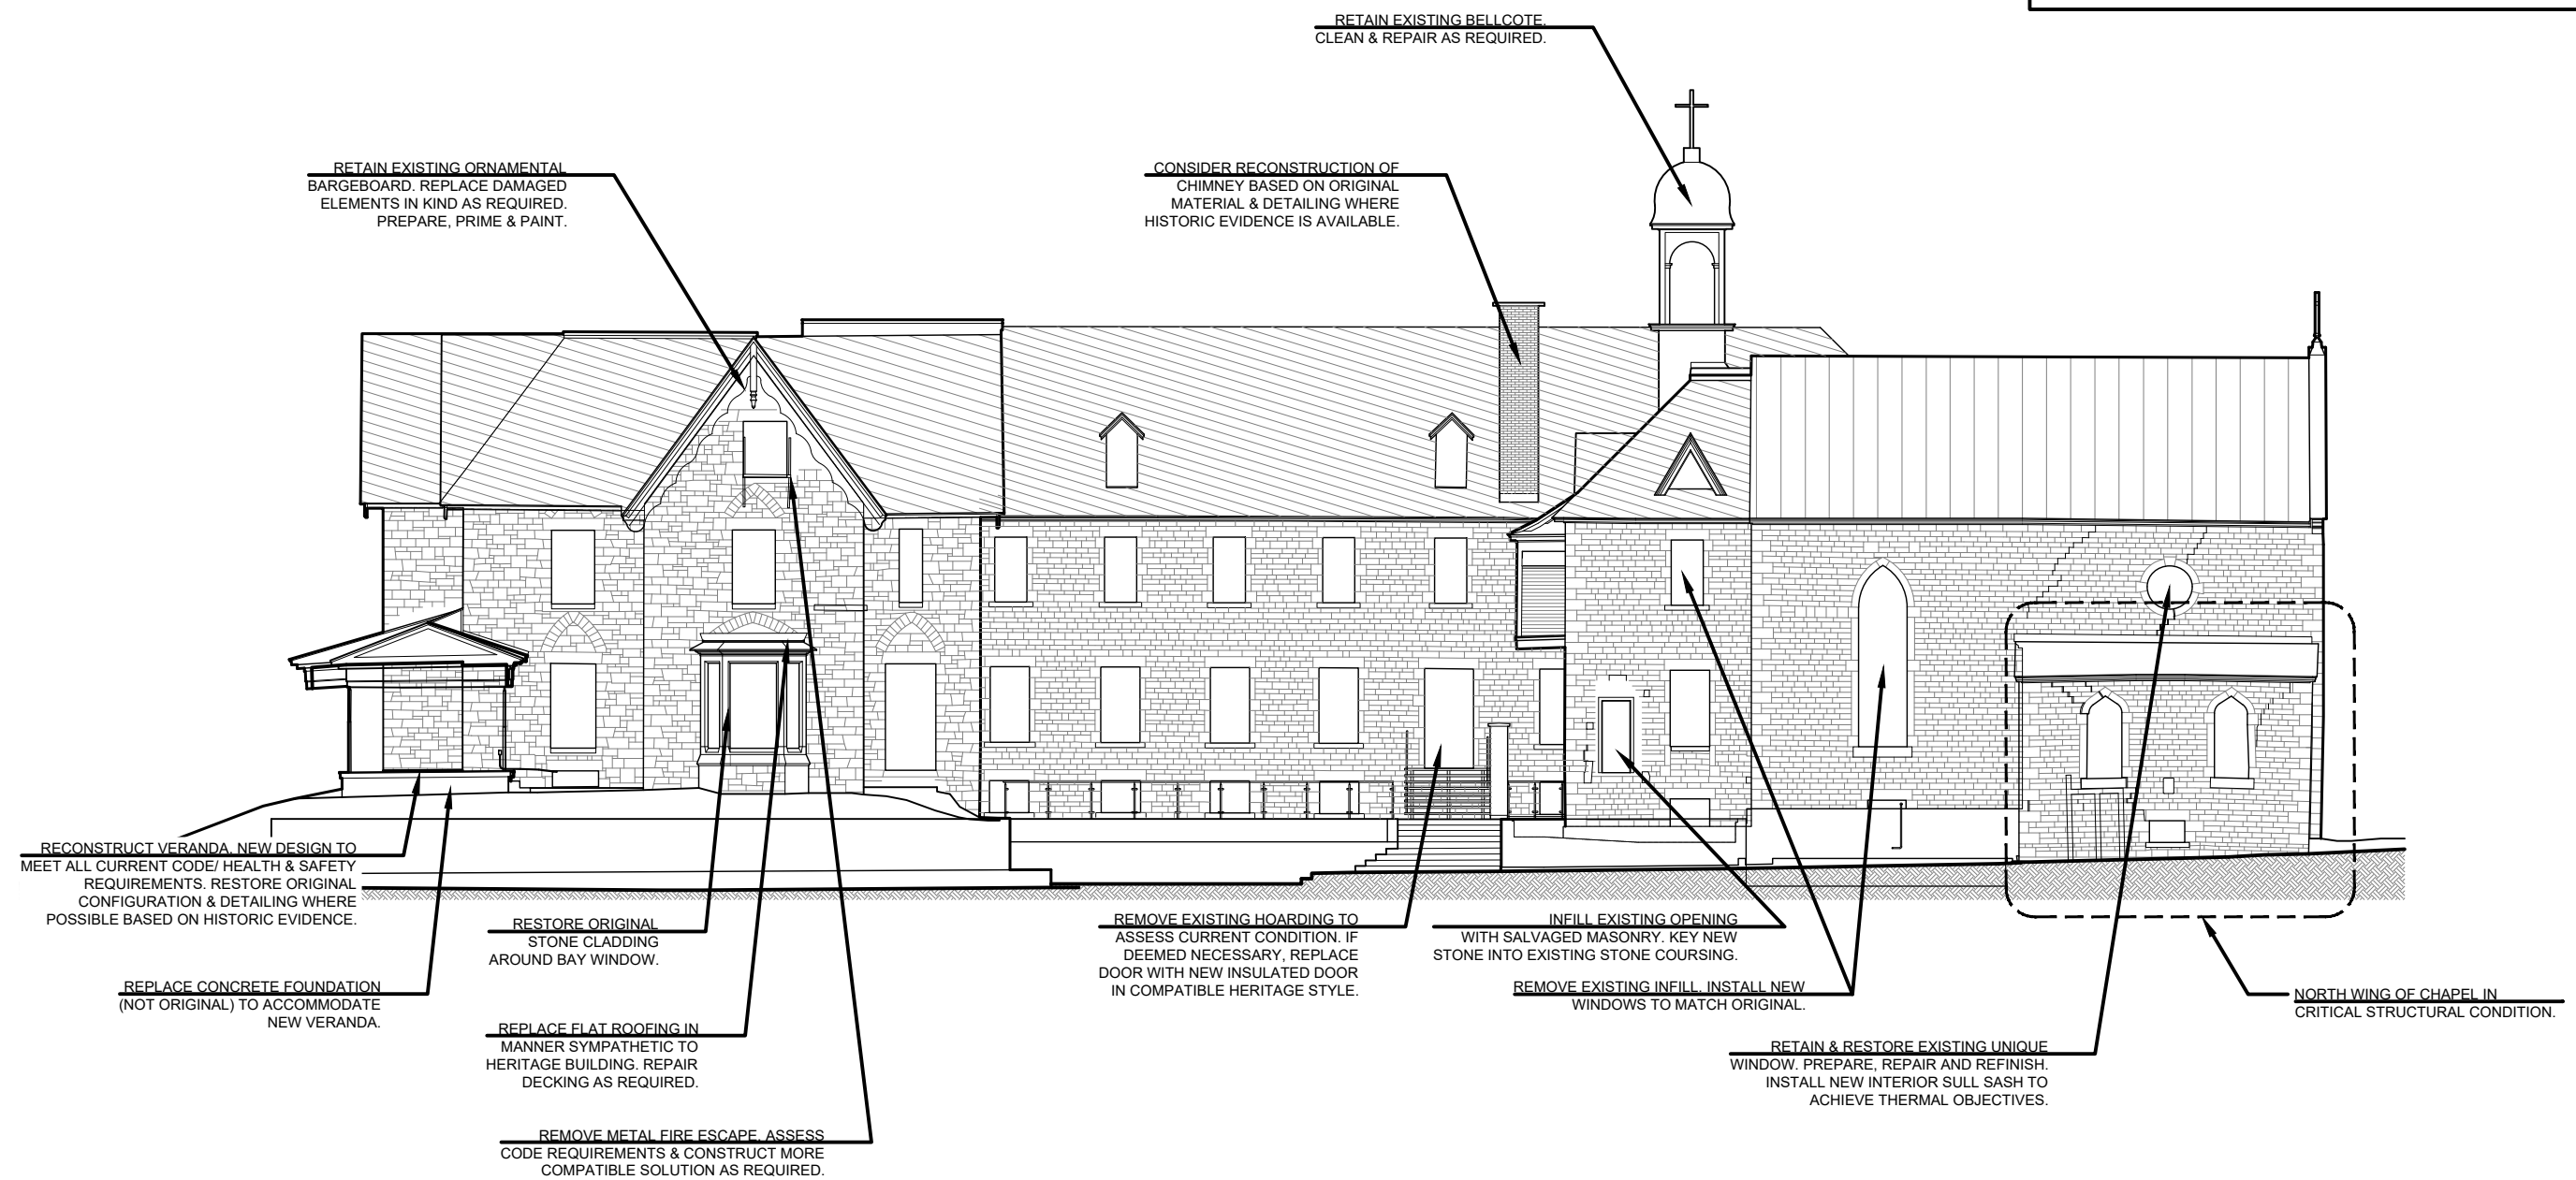 RETAIN EXISTING BELLCOTE.
CLEAN & REPAIR AS REQUIRED.
RETAIN EXISTING ORNAMENTAL
BARGEBOARD. REPLACE DAMAGED
ELEMENTS IN KIND AS REQUIRED.
PREPARE, PRIME & PAINT.
CONSIDER RECONSTRUCTION OF
CHIMNEY BASED ON ORIGINAL
MATERIAL & DETAILING WHERE
HISTORIC EVIDENCE IS AVAILABLE.
RECONSTRUCT VERANDA. NEW DESIGN TO
MEET ALL CURRENT CODE/ HEALTH & SAFETY
REQUIREMENTS. RESTORE ORIGINAL
CONFIGURATION & DETAILING WHERE
POSSIBLE BASED ON HISTORIC EVIDENCE.
REPLACE CONCRETE FOUNDATION
(NOT ORIGINAL) TO ACCOMMODATE
NEW VERANDA.
RESTORE ORIGINAL
STONE CLADDING
AROUND BAY WINDOW.
REPLACE FLAT ROOFING IN
MANNER SYMPATHETIC TO
HERITAGE BUILDING. REPAIR
DECKING AS REQUIRED.
REMOVE METAL FIRE ESCAPE. ASSESS
CODE REQUIREMENTS & CONSTRUCT MORE
COMPATIBLE SOLUTION AS REQUIRED.
REMOVE EXISTING HOARDING TO
ASSESS CURRENT CONDITION. IF
DEEMED NECESSARY, REPLACE
DOOR WITH NEW INSULATED DOOR
IN COMPATIBLE HERITAGE STYLE.
INFILL EXISTING OPENING
WITH SALVAGED MASONRY. KEY NEW
STONE INTO EXISTING STONE COURSING.
REMOVE EXISTING INFILL. INSTALL NEW
WINDOWS TO MATCH ORIGINAL.
RETAIN & RESTORE EXISTING UNIQUE
WINDOW. PREPARE, REPAIR AND REFINISH.
INSTALL NEW INTERIOR SULL SASH TO
ACHIEVE THERMAL OBJECTIVES.
NORTH WING OF CHAPEL IN
CRITICAL STRUCTURAL CONDITION.